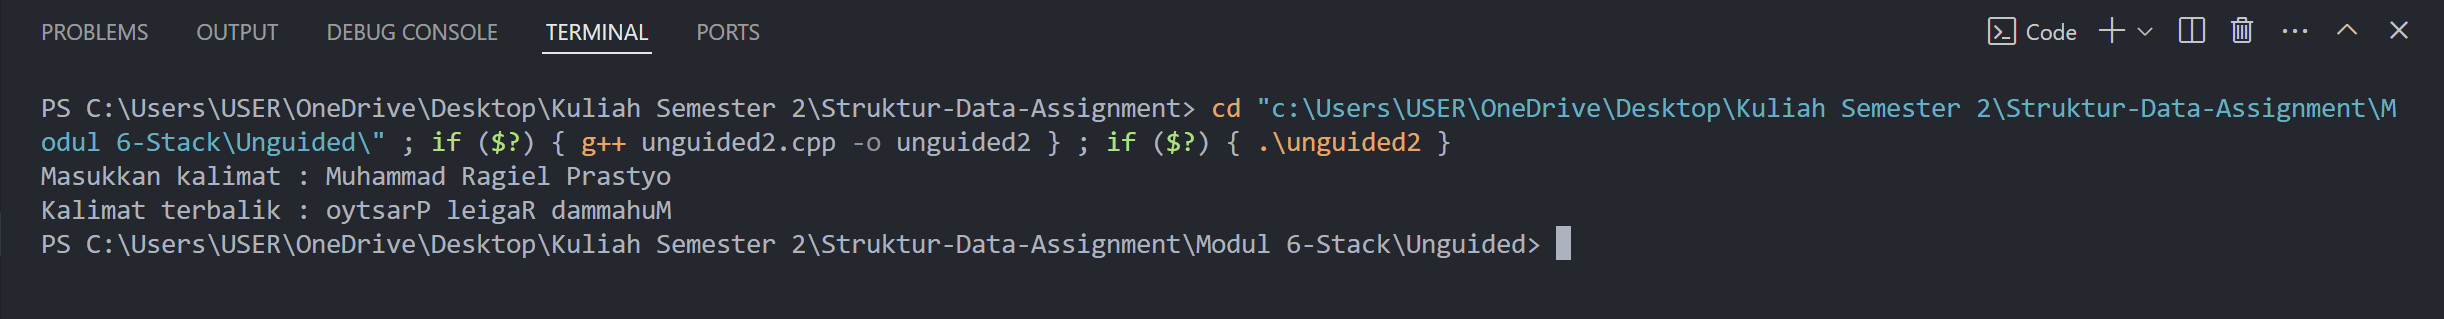 PROBLEMS OUTPUT DEBUG CONSOLE TERMINAL PORTS Code
PS C:\Users\USER\OneDrive\Desktop\Kuliah Semester 2\Struktur-Data-Assignment> cd "c:\Users\USER\OneDrive\Desktop\Kuliah Semester 2\Struktur-Data-Assignment\M
odul 6-Stack\Unguided\" ; if ($?) { g++ unguided2.cpp -o unguided2 } ; if ($?) { .\unguided2 }
Masukkan kalimat : Muhammad Ragiel Prastyo
Kalimat terbalik : oytsarP leigaR dammahuM
PS C:\Users\USER\OneDrive\Desktop\Kuliah Semester 2\Struktur-Data-Assignment\Modul 6-Stack\Unguided>